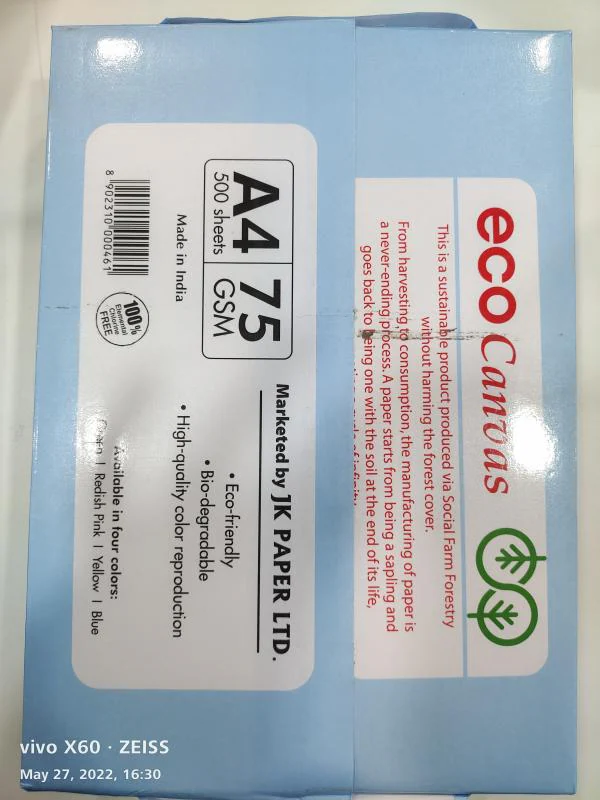 eco Canvas
This is a sustainable product produced via Social Farm Forestry
without harming the forest cover.
From harvesting to consumption, the manufacturing of paper is
a never-ending process. A paper starts from being a sapling and
goes back to being one with the soil at the end of its life,
A4
500 sheets
75
GSM
Made in India
8 902310 000461
100%
Elemental
Chlorine
FREE
Marketed by JK PAPER LTD.
• Eco-friendly
• Bio-degradable
• High-quality color reproduction
Available in four colors:
Green | Redish Pink | Yellow | Blue
vivo X60 · ZEISS
May 27, 2022, 16:30